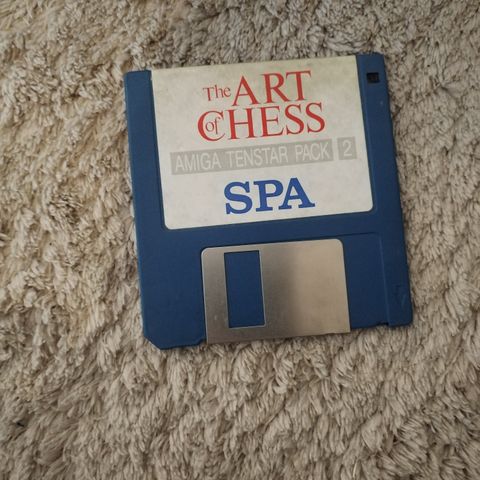 The ART
of CHESS
AMIGA TENSTAR PACK 2
SPA